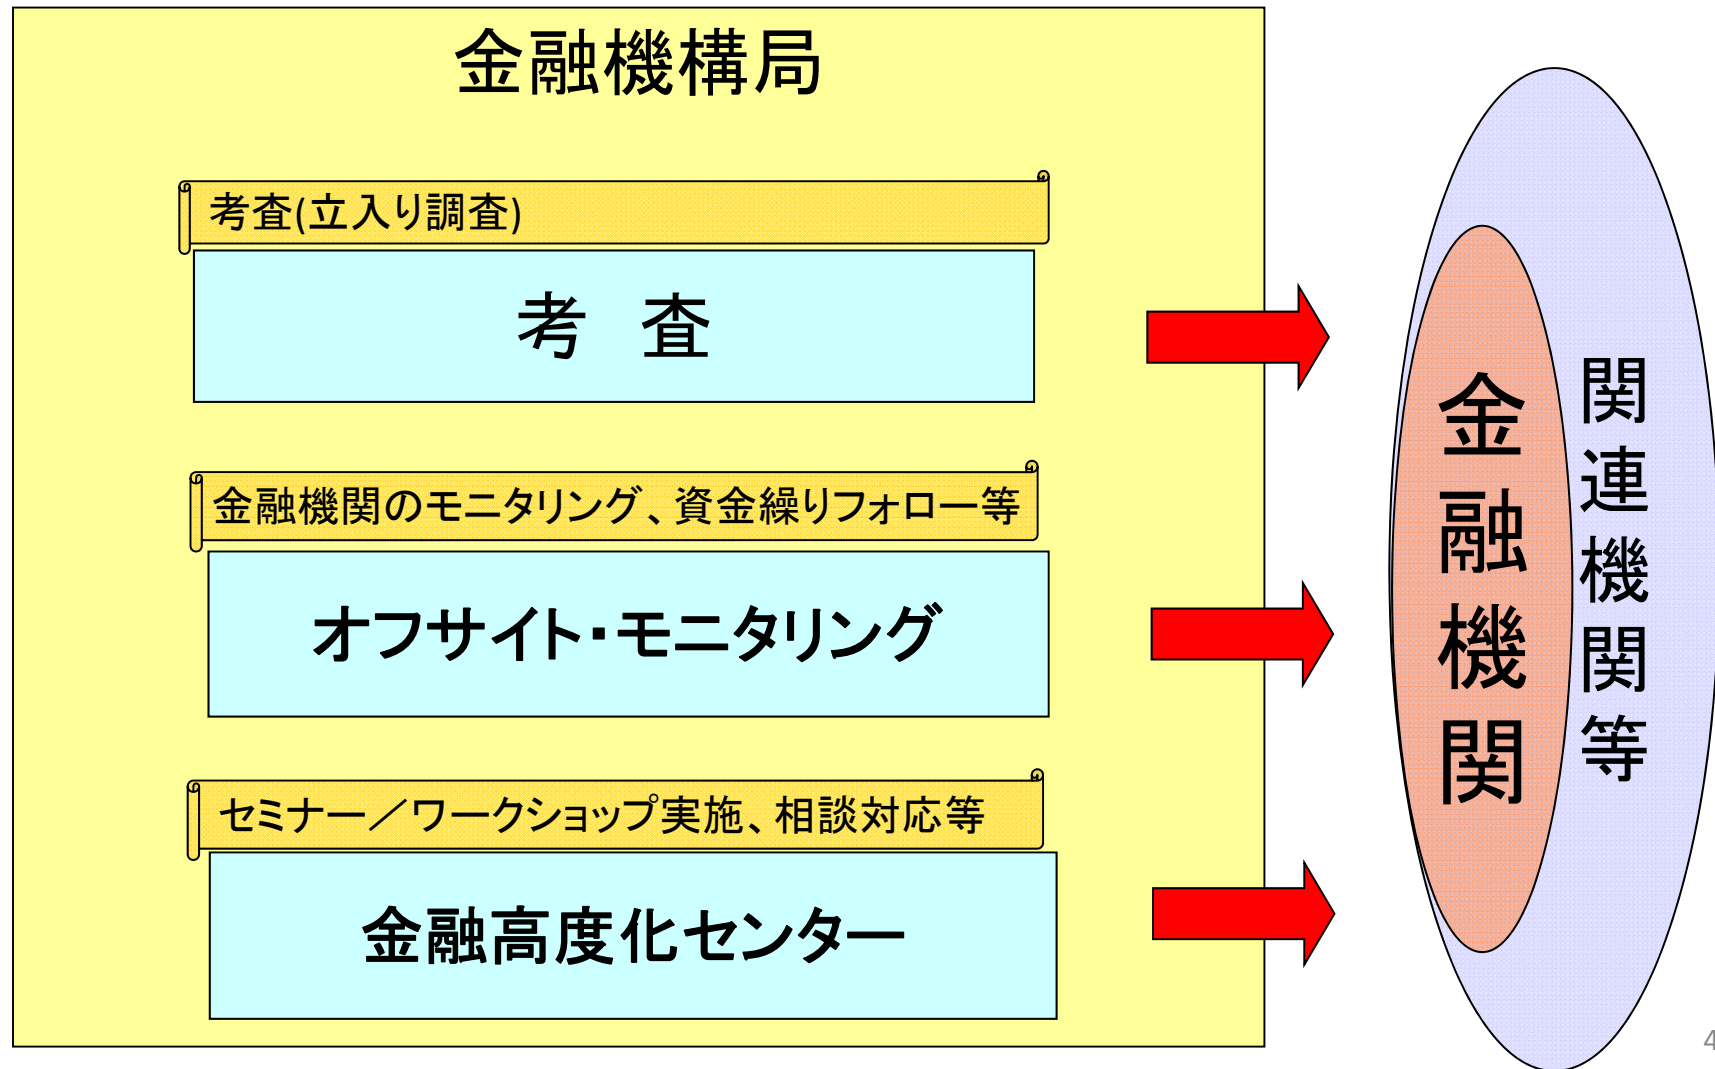 金融機構局
考査(立入り調査)
考　査
金融機関のモニタリング、資金繰りフォロー等
オフサイト・モニタリング
セミナー／ワークショップ実施、相談対応等
金融高度化センター
金融機関
関連機関等
4